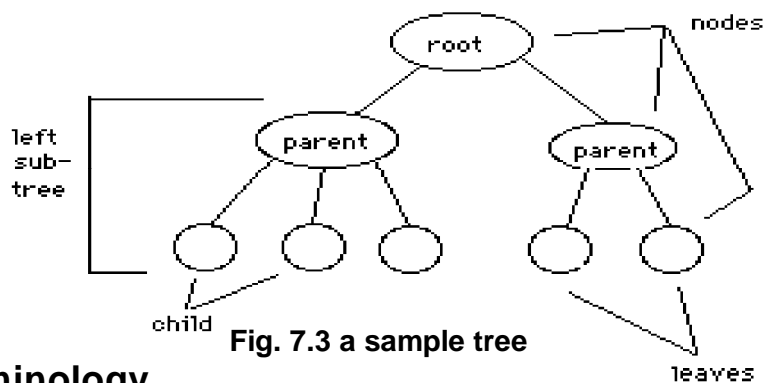 nodes
root
left
sub-
tree
parent
parent
child
Fig. 7.3 a sample tree
leaves